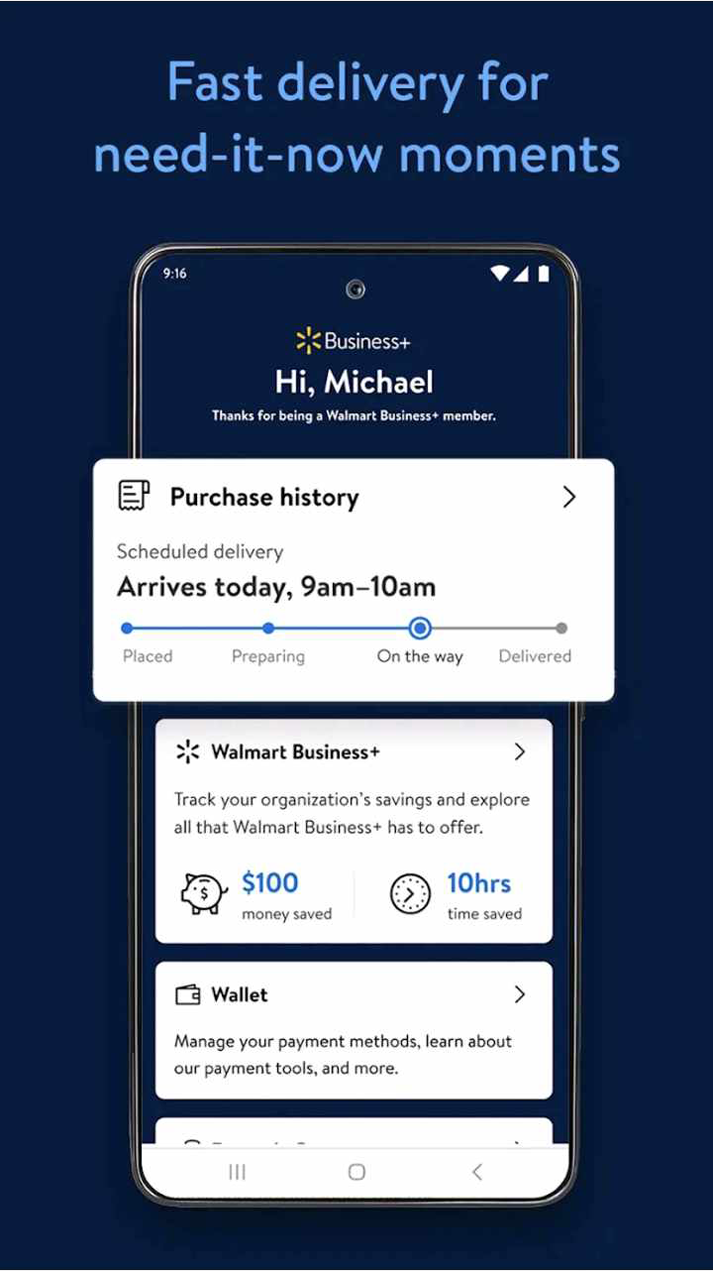 Fast delivery for
need-it-now moments
9:16
Business+
Hi, Michael
Thanks for being a Walmart Business+ member.
Purchase history
Scheduled delivery
Arrives today, 9am–10am
Placed Preparing On the way Delivered
Walmart Business+
Track your organization's savings and explore
all that Walmart Business+ has to offer.
$100 10hrs
money saved time saved
Wallet
Manage your payment methods, learn about
our payment tools, and more.